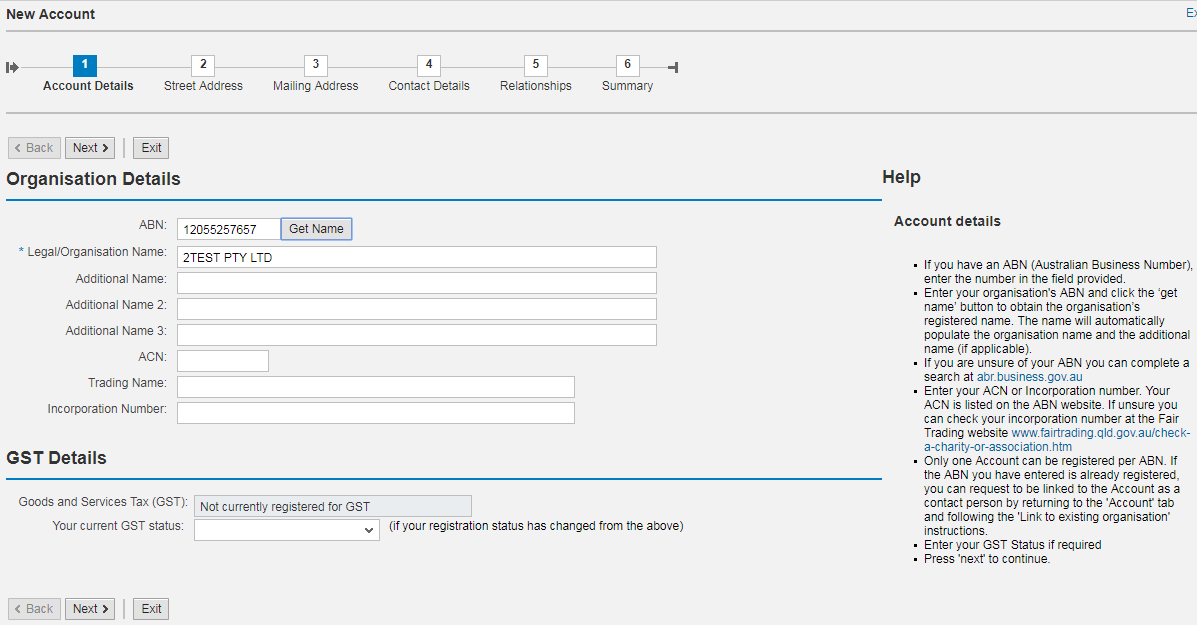 New Account
Ex
1
2
3
4
5
6
Account Details
Street Address
Mailing Address
Contact Details
Relationships
Summary
Back
Next
Exit
Organisation Details
ABN:
12055257657
Get Name
* Legal/Organisation Name:
2TEST PTY LTD
Additional Name:
Additional Name 2:
Additional Name 3:
ACN:
Trading Name:
Incorporation Number:
GST Details
Goods and Services Tax (GST):
Not currently registered for GST
Your current GST status:
(if your registration status has changed from the above)
Back
Next
Exit
Help
Account details
If you have an ABN (Australian Business Number),
enter the number in the field provided.
Enter your organisation's ABN and click the ‘get
name’ button to obtain the organisation’s
registered name. The name will automatically
populate the organisation name and the additional
name (if applicable).
If you are unsure of your ABN you can complete a
search at abr.business.gov.au
Enter your ACN or Incorporation number. Your
ACN is listed on the ABN website. If unsure you
can check your incorporation number at the Fair
Trading website www.fairtrading.qld.gov.au/check-
a-charity-or-association.htm
Only one Account can be registered per ABN. If
the ABN you have entered is already registered,
you can request to be linked to the Account as a
contact person by returning to the 'Account' tab
and following the 'Link to existing organisation'
instructions.
Enter your GST Status if required
Press 'next' to continue.